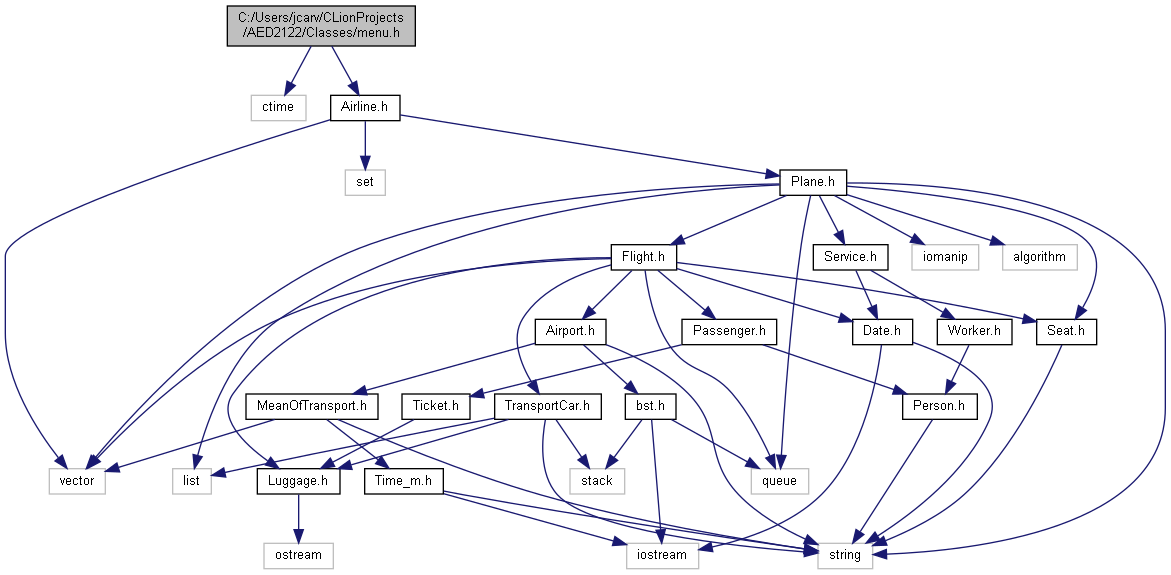 C:/Users/jcarv/CLionProjects
/AED2122/Classes/menu.h
ctime
Airline.h
set
Plane.h
Flight.h
Service.h
iomanip
algorithm
Airport.h
Passenger.h
Date.h
Worker.h
Seat.h
MeanOfTransport.h
Ticket.h
TransportCar.h
bst.h
Person.h
vector
list
Luggage.h
Time_m.h
stack
queue
ostream
iostream
string